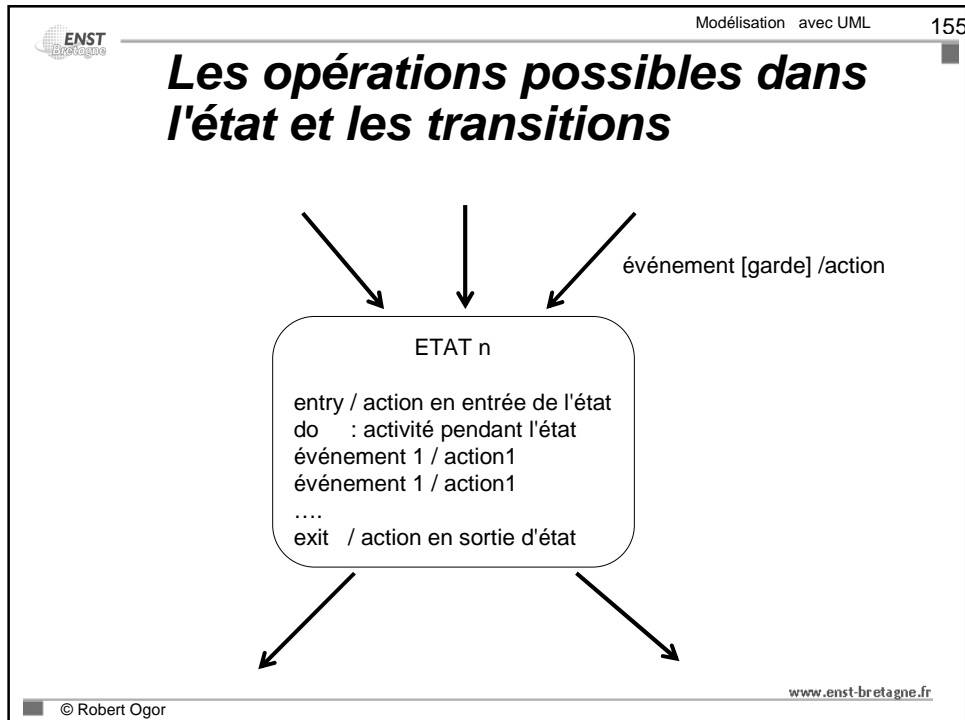 Modélisation avec UML 155
ENST
Bretagne
Les opérations possibles dans
l'état et les transitions
événement [garde] /action
ETAT n
entry / action en entrée de l'état
do : activité pendant l'état
événement 1 / action1
événement 1 / action1
….
exit / action en sortie d'état
www.enst-bretagne.fr
© Robert Ogor